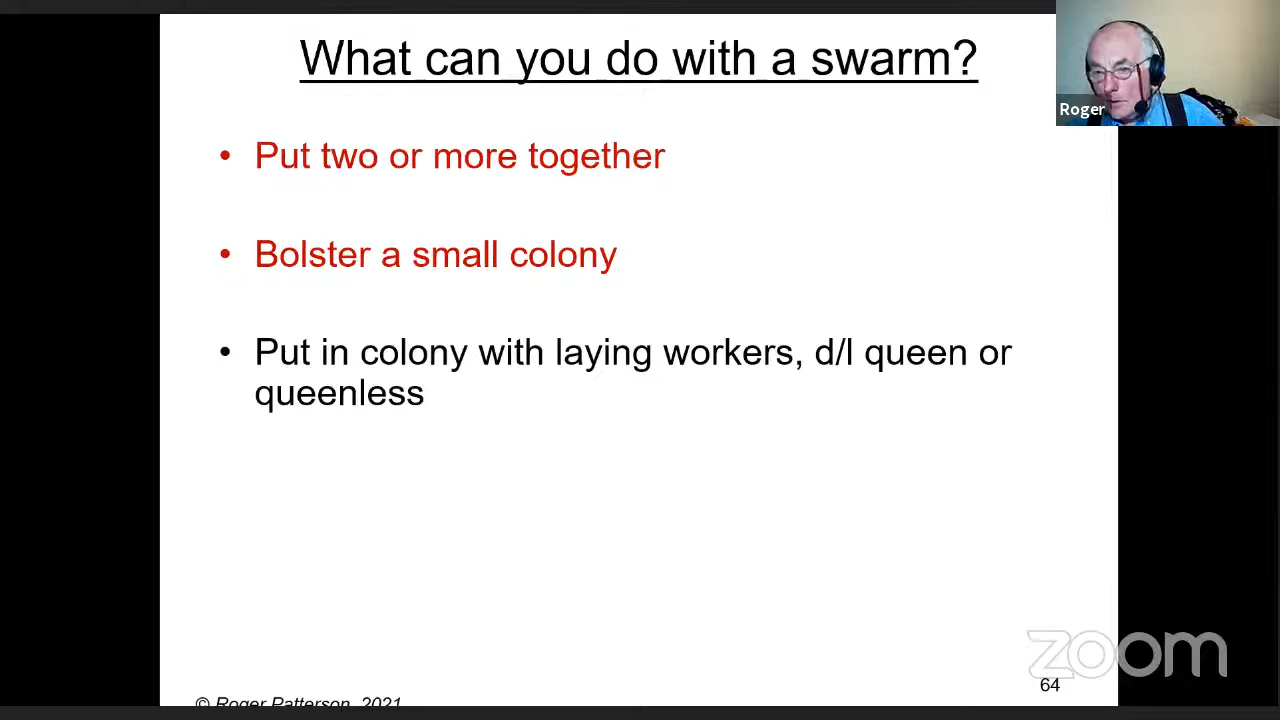 What can you do with a swarm?
Roger
• Put two or more together
• Bolster a small colony
• Put in colony with laying workers, d/l queen or
queenless
zoom
64
© Roger Patterson, 2021